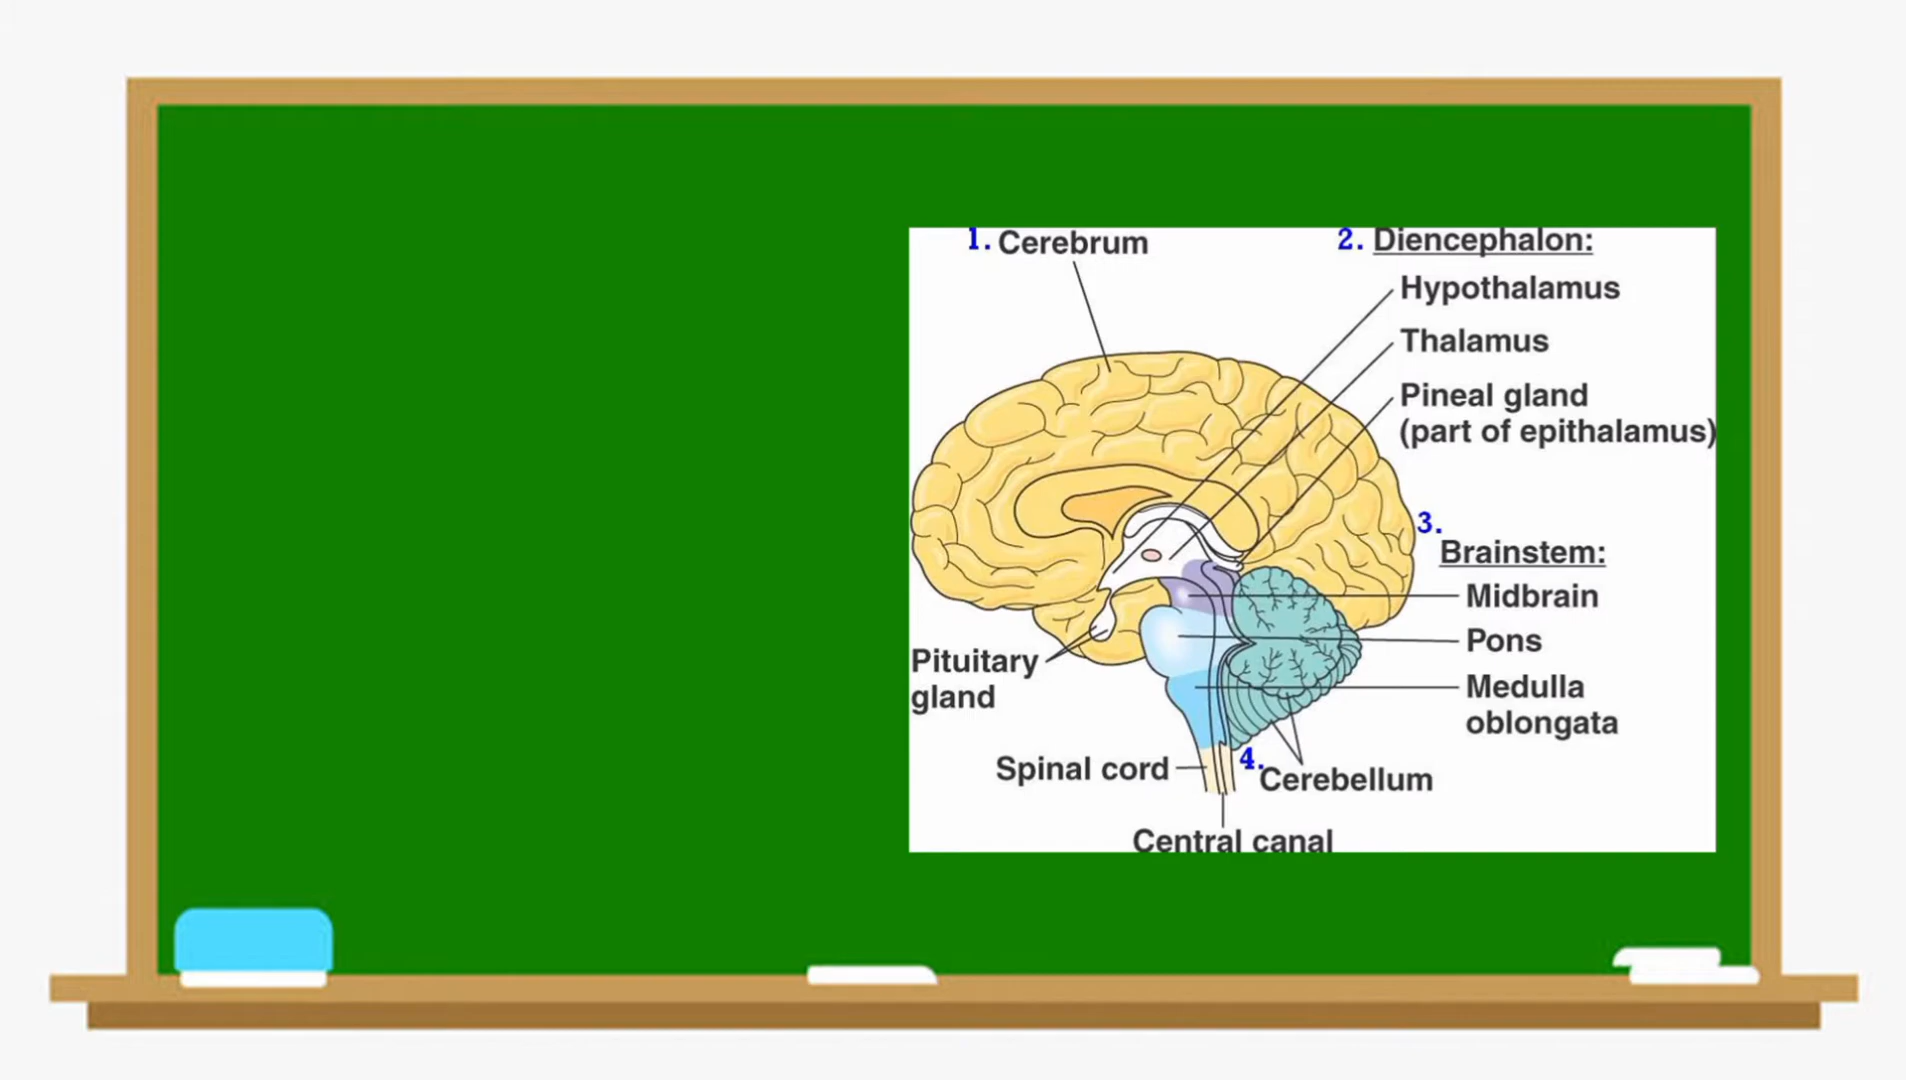 1. Cerebrum
2. Diencephalon:
Hypothalamus
Thalamus
Pineal gland
(part of epithalamus)
3.
Brainstem:
Midbrain
Pons
Medulla
oblongata
Pituitary
gland
Spinal cord
4. Cerebellum
Central canal